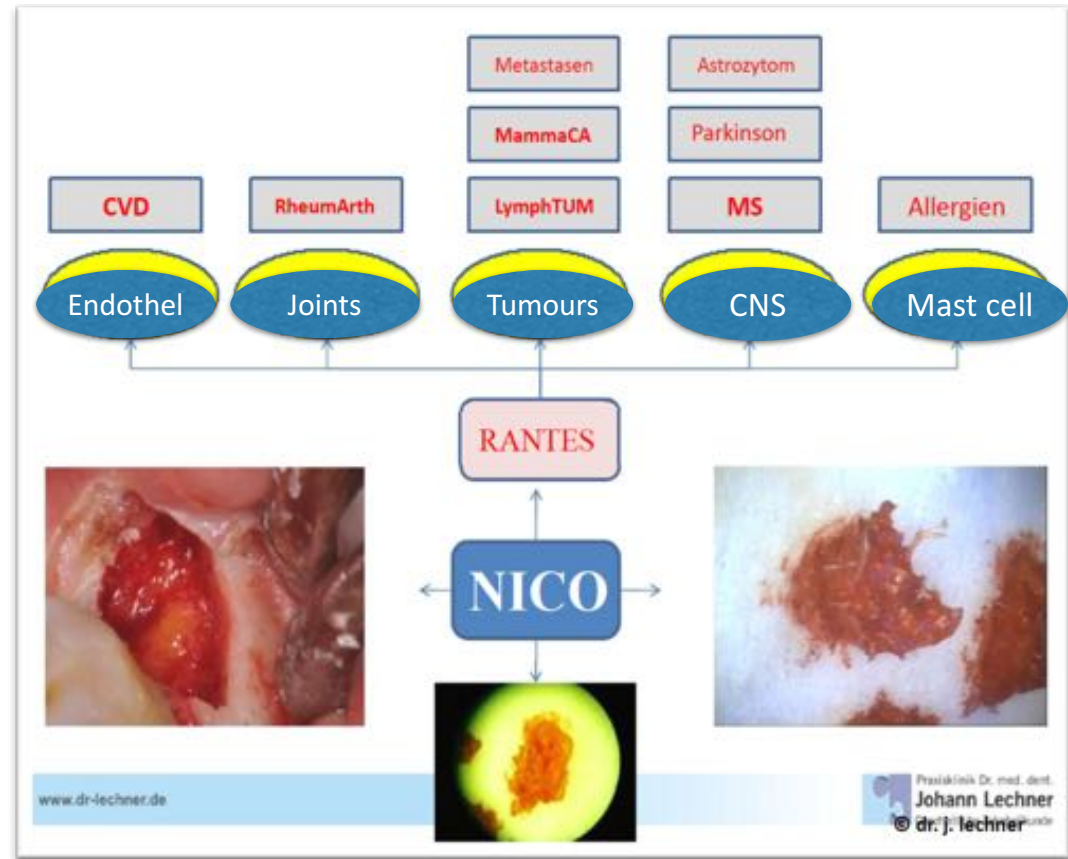 Metastasen
Astrozytom
MammaCA
Parkinson
CVD
RheumArth
LymphTUM
MS
Allergien
Endothel
Joints
Tumours
CNS
Mast cell
RANTES
NICO
www.dr-lechner.de
Praxisklinik Dr. med. dent.
Johann Lechner
© dr. j. lechner